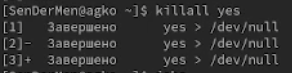 [SenDerMen@agko ~]$ killall yes
[1]   Завершено      yes > /dev/null
[2]-  Завершено      yes > /dev/null
[3]+  Завершено      yes > /dev/null